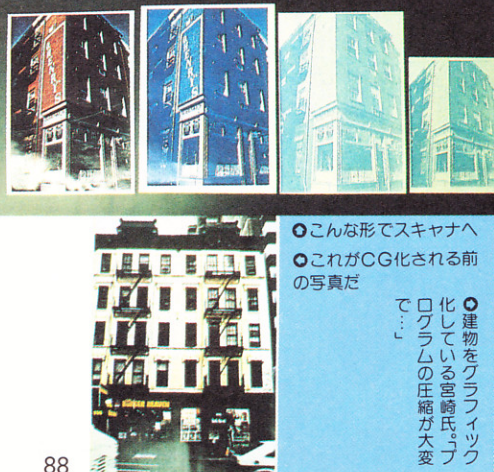 ✪こんな形でスキャナへ
✪これがCG化される前
の写真だ
✪建物をグラフィック
化している宮崎氏。「プ
ログラムの圧縮が大変
で…」
88